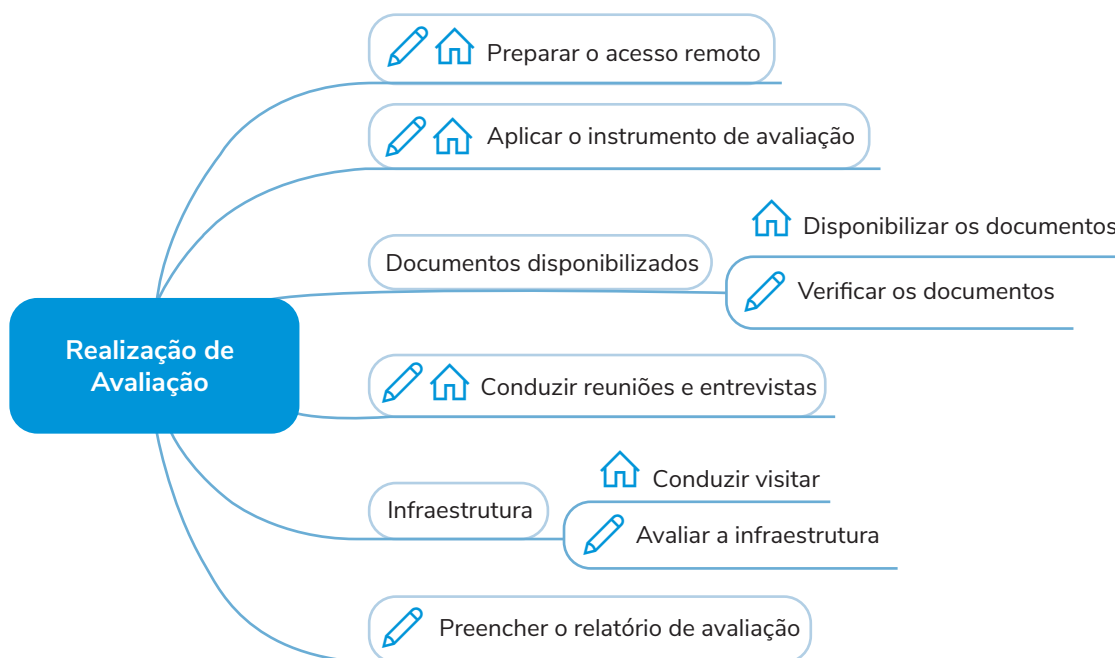 Preparar o acesso remoto
Aplicar o instrumento de avaliação
Disponibilizar os documentos
Documentos disponibilizados
Verificar os documentos
Realização de
Avaliação
Conduzir reuniões e entrevistas
Conduzir visitar
Infraestrutura
Avaliar a infraestrutura
Preencher o relatório de avaliação